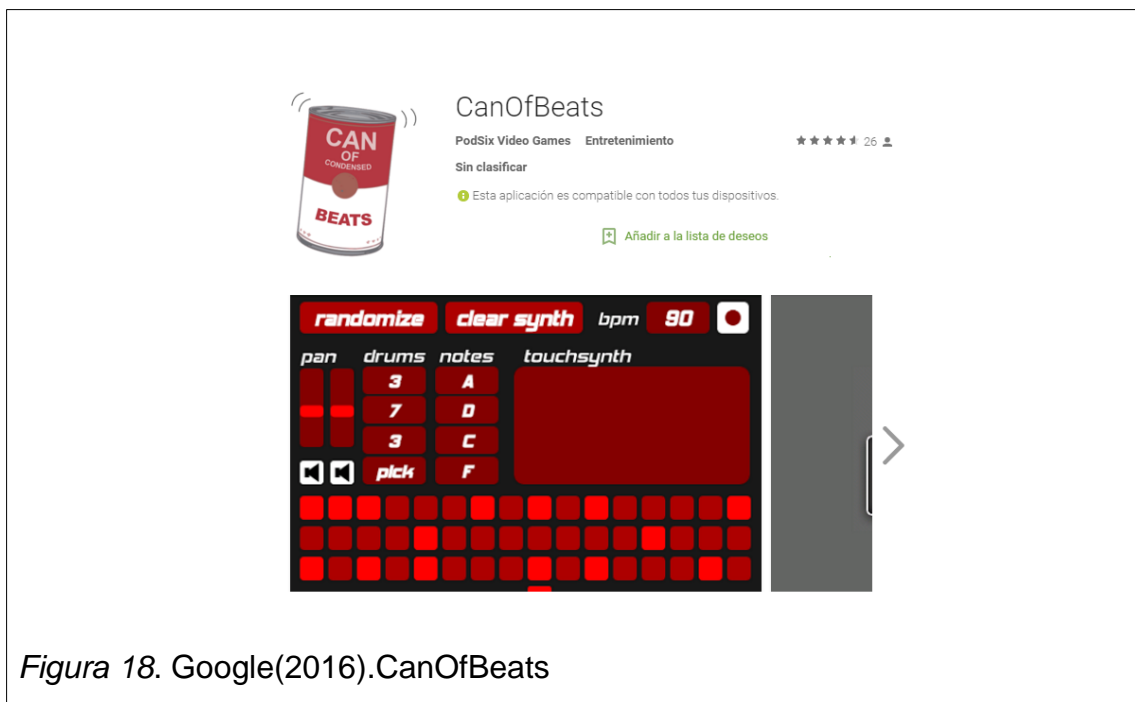 CAN
OF
CONDENSED
BEATS
CanOfBeats
PodSix Video Games Entretenimiento 26
Sin clasificar
Esta aplicación es compatible con todos tus dispositivos.
Añadir a la lista de deseos
randomize clear synth bpm 90
pan drums notes touchsynth
3 A
7 D
3 C
pick F
Figura 18. Google(2016).CanOfBeats